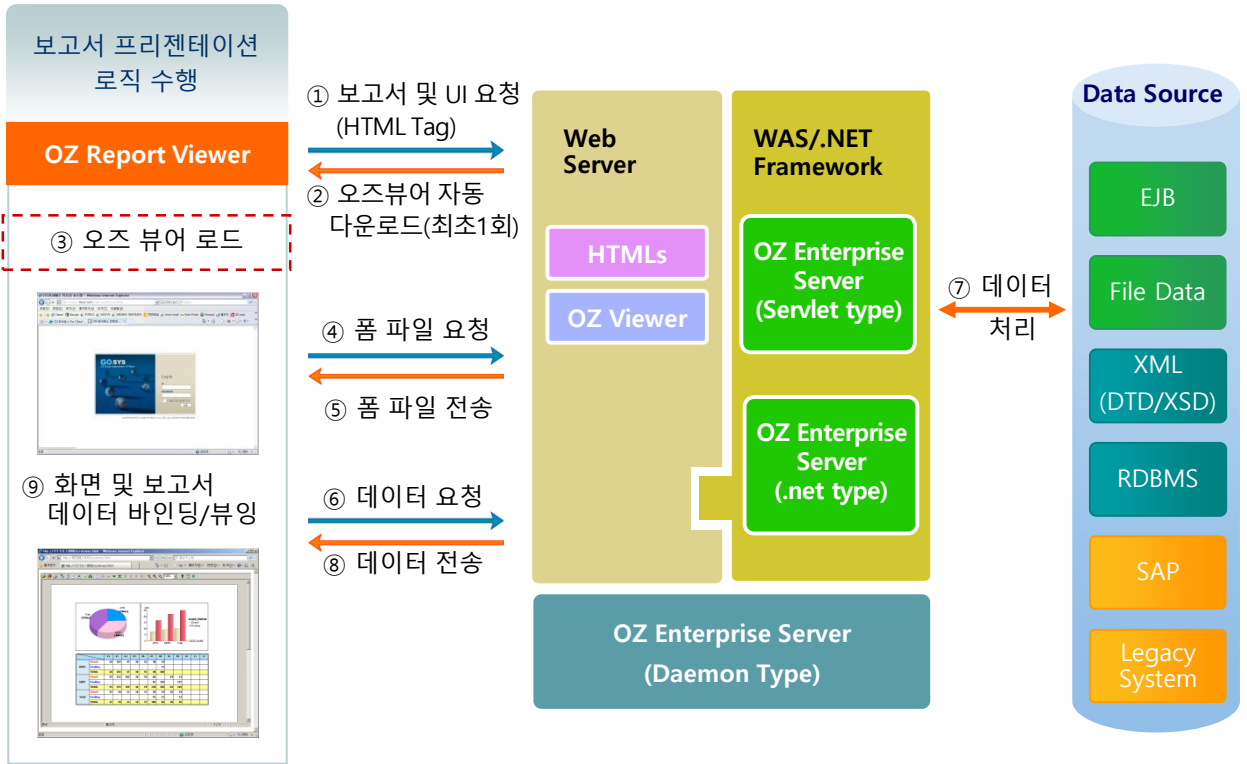 보고서 프리젠테이션
로직 수행
OZ Report Viewer
③ 오즈 뷰어 로드
GOSYS
⑨ 화면 및 보고서
데이터 바인딩/뷰잉
① 보고서 및 UI 요청
(HTML Tag)
② 오즈뷰어 자동
다운로드(최초1회)
④ 폼 파일 요청
⑤ 폼 파일 전송
⑥ 데이터 요청
⑧ 데이터 전송
Web
Server
HTMLs
OZ Viewer
WAS/.NET
Framework
OZ Enterprise
Server
(Servlet type)
OZ Enterprise
Server
(.net type)
OZ Enterprise Server
(Daemon Type)
⑦ 데이터
처리
Data Source
EJB
File Data
XML
(DTD/XSD)
RDBMS
SAP
Legacy
System